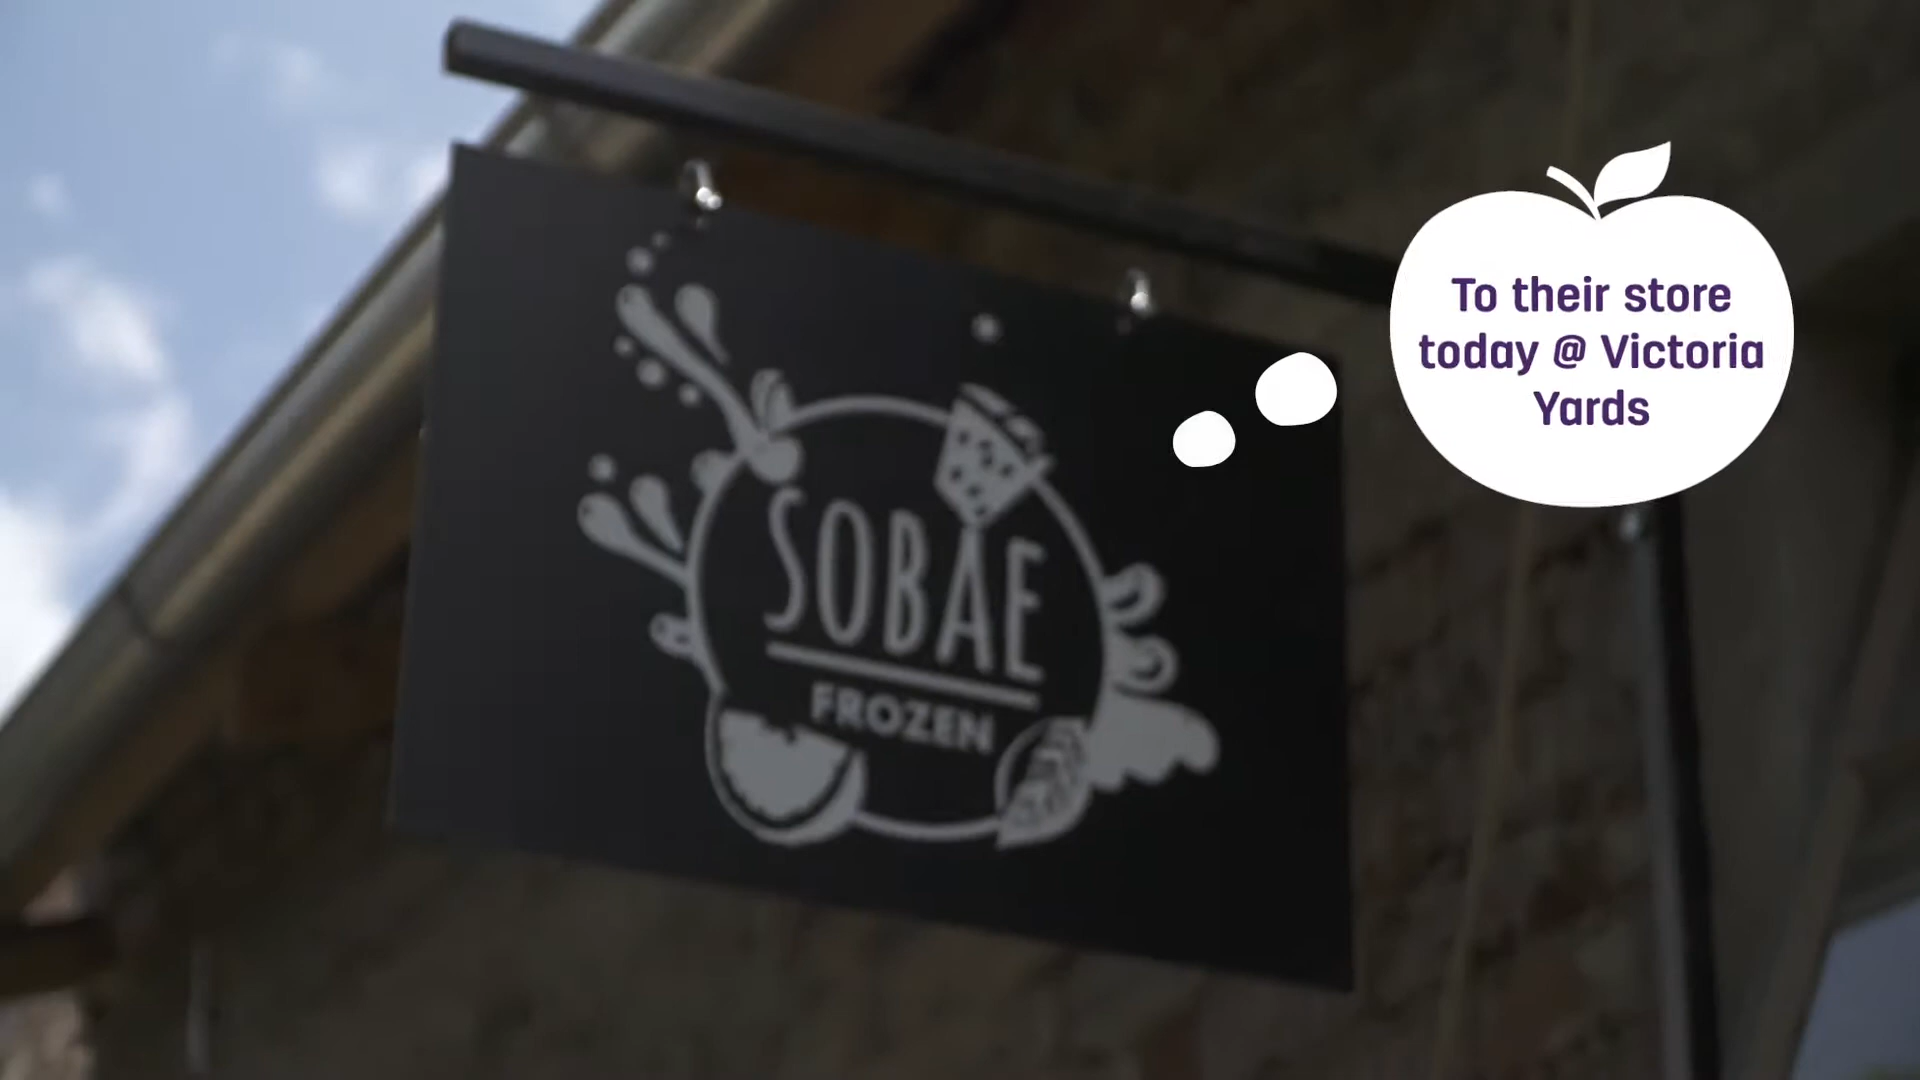 SOBAE
FROZEN
To their store
today @ Victoria
Yards